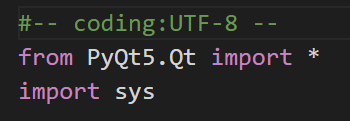 #-- coding:UTF-8 --
from PyQt5.Qt import *
import sys